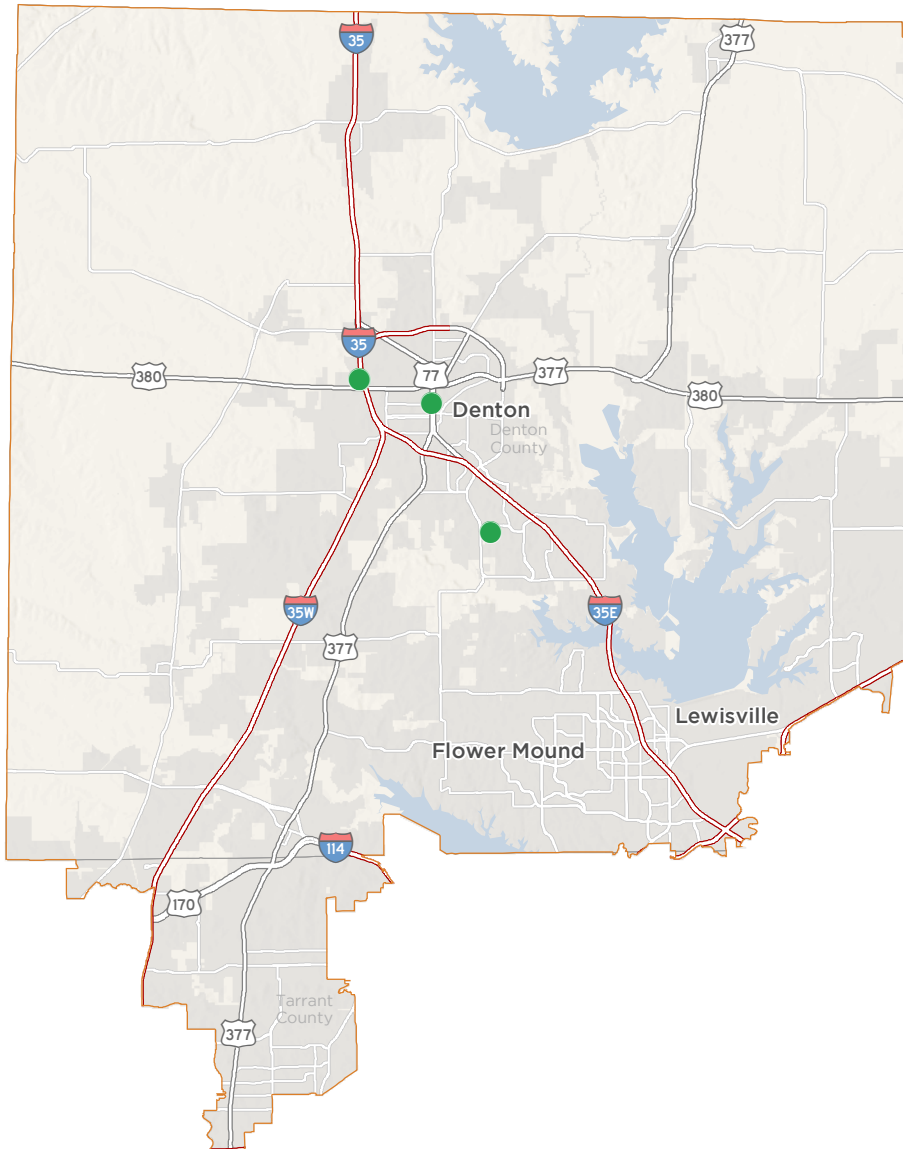 35
377
35
77
377
380
380
Denton
Denton
County
35W
35E
377
Lewisville
Flower Mound
114
170
Tarrant
County
377